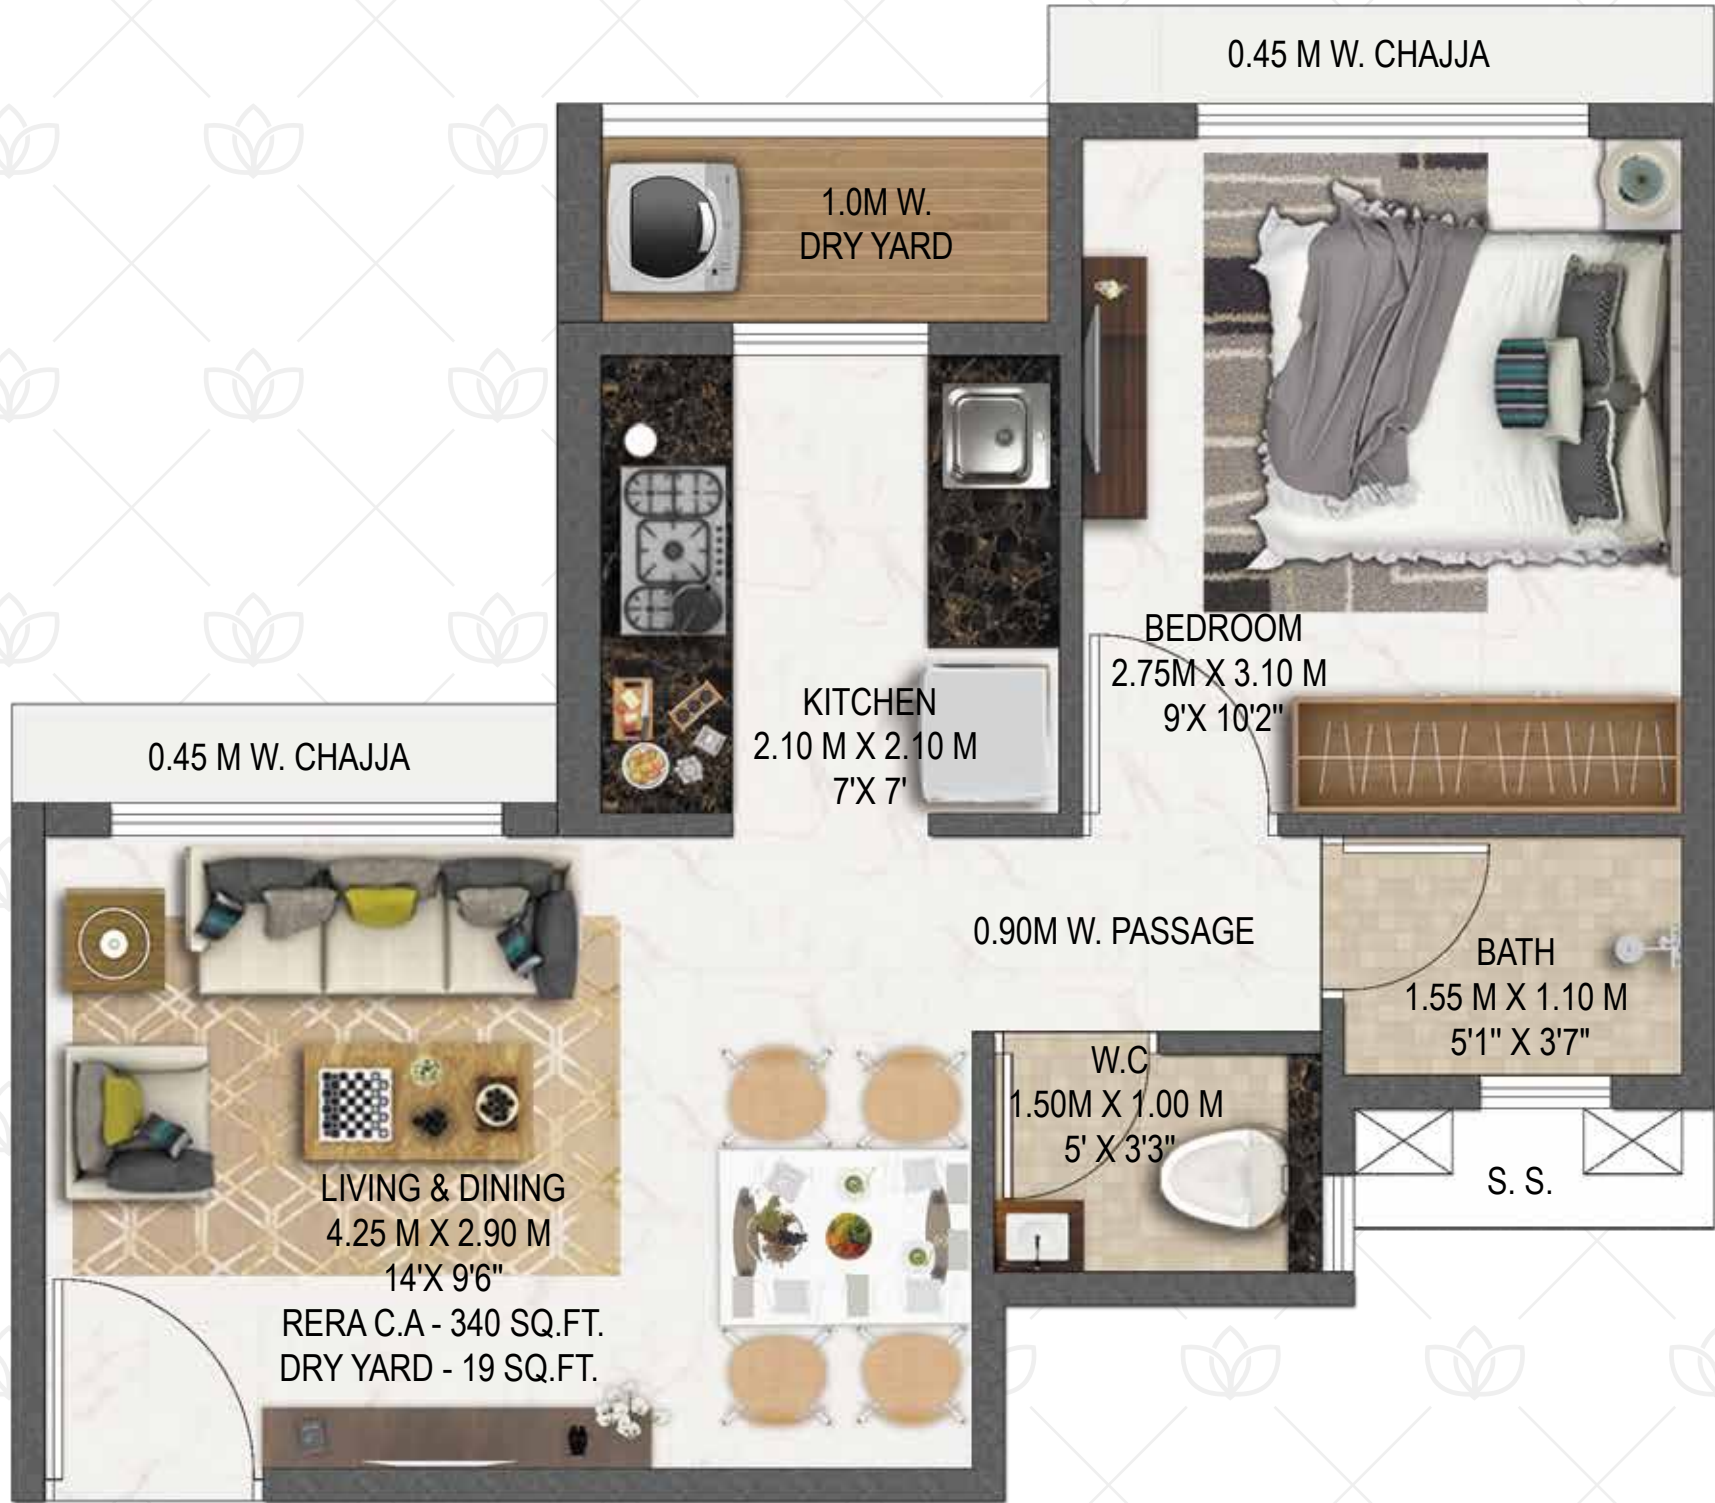 0.45 M W. CHAJJA
1.0M W.
DRY YARD
BEDROOM
2.75M X 3.10 M
9'X 10'2"
KITCHEN
2.10 M X 2.10 M
7'X 7'
0.45 M W. CHAJJA
0.90M W. PASSAGE
BATH
1.55 M X 1.10 M
5'1" X 3'7"
W.C
1.50M X 1.00 M
5' X 3'3"
S. S.
LIVING & DINING
4.25 M X 2.90 M
14'X 9'6"
RERA C.A - 340 SQ.FT.
DRY YARD - 19 SQ.FT.